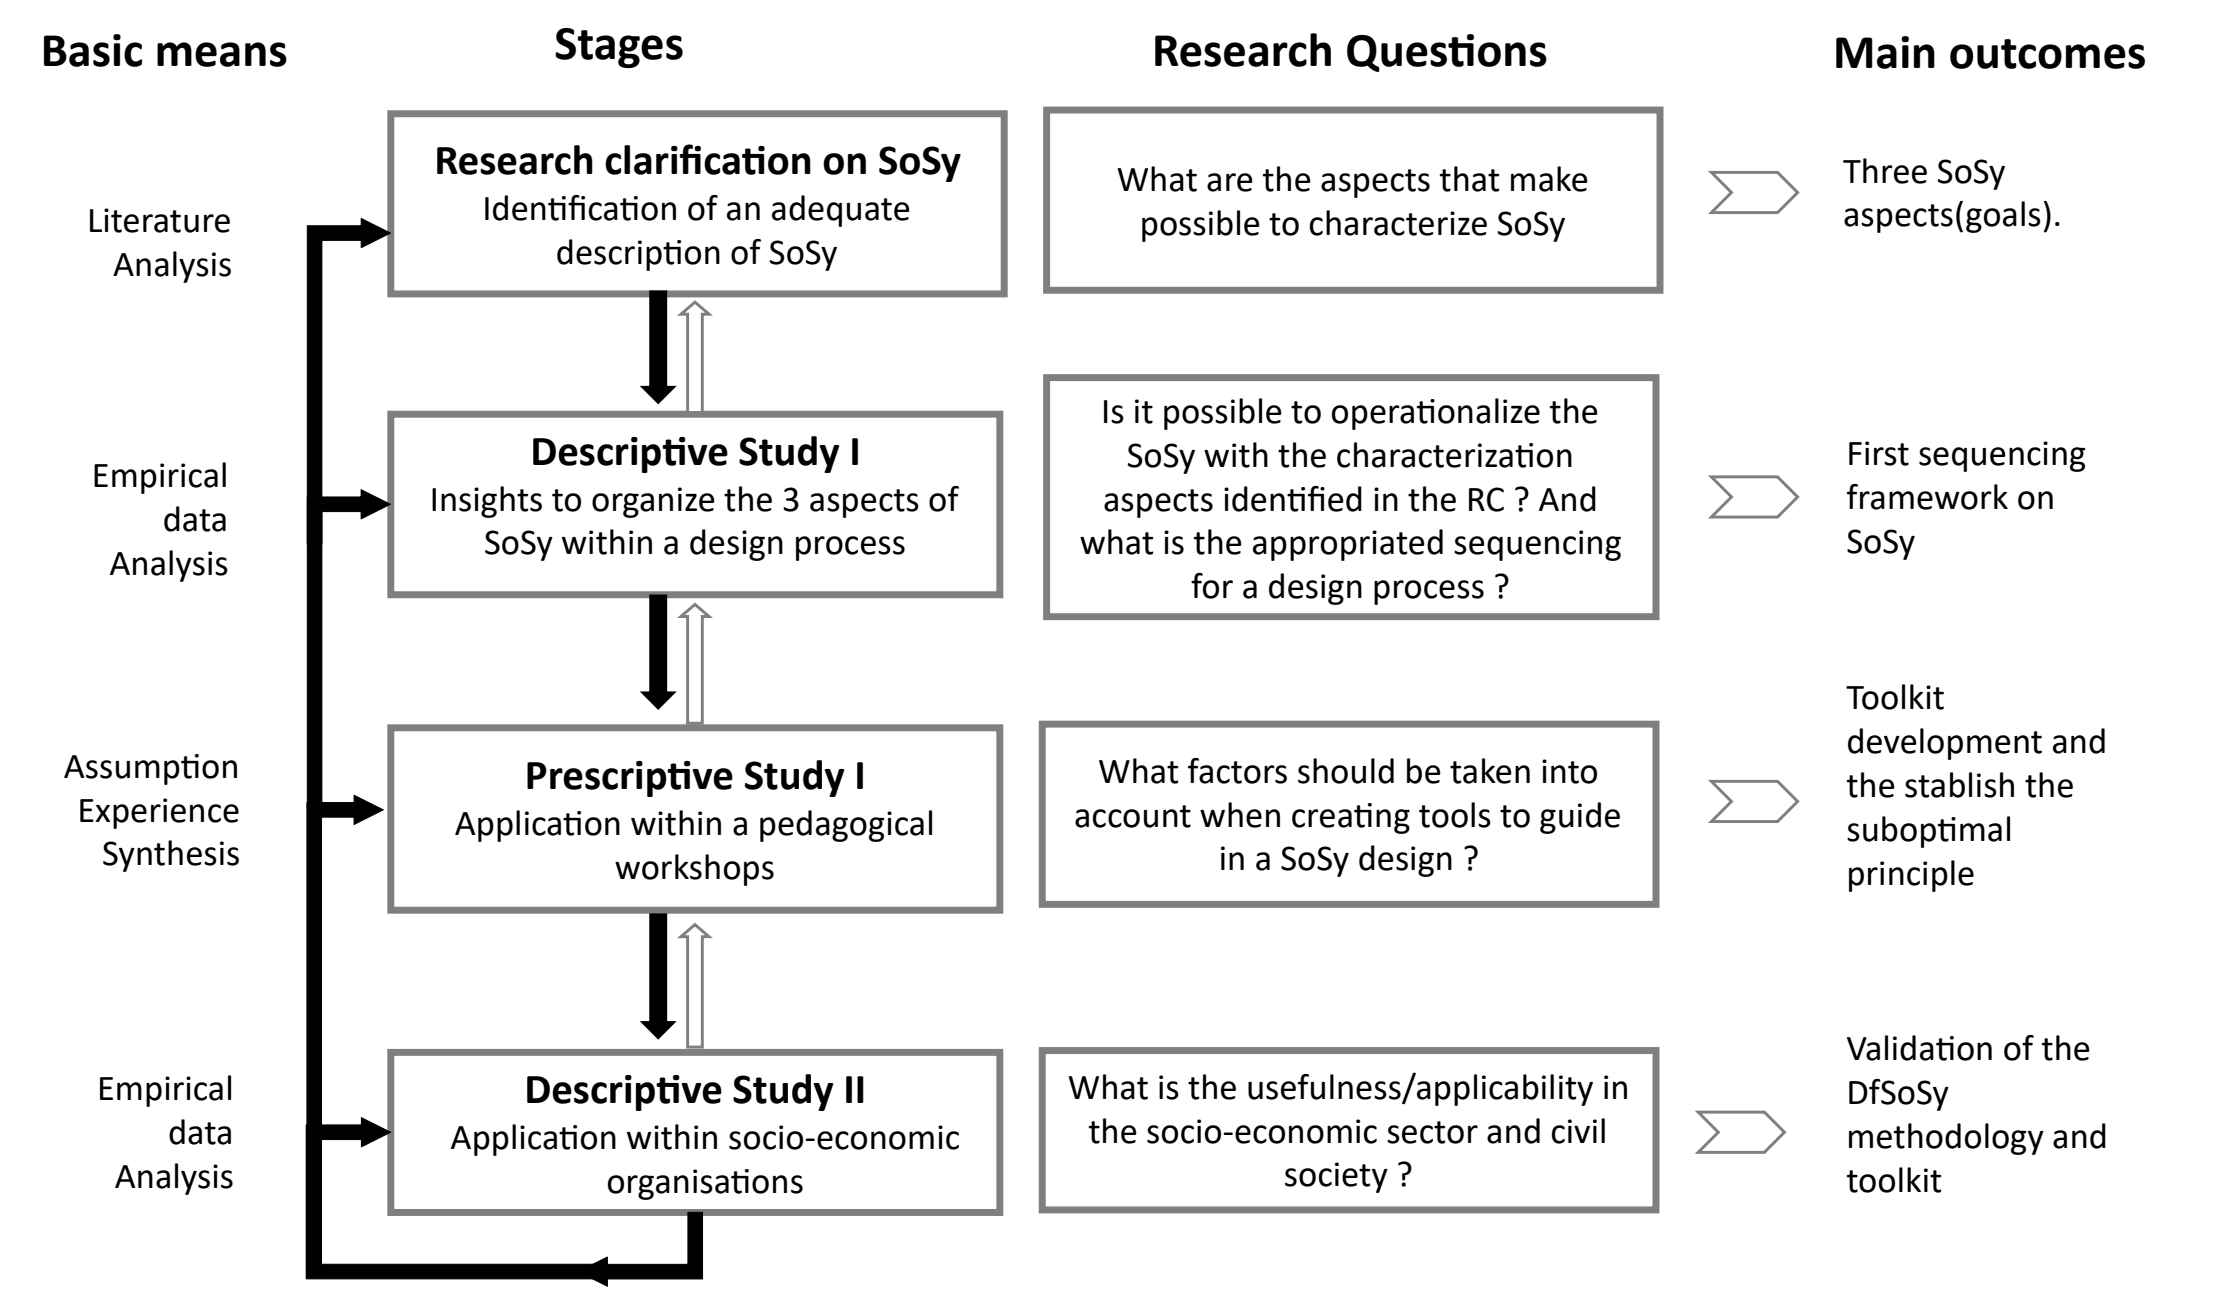 Basic means
Stages
Research Questions
Main outcomes
Literature
Analysis
Research clarification on SoSy
Identification of an adequate
description of SoSy
What are the aspects that make
possible to characterize SoSy
Three SoSy
aspects(goals).
Empirical
data
Analysis
Descriptive Study I
Insights to organize the 3 aspects of
SoSy within a design process
Is it possible to operationalize the
SoSy with the characterization
aspects identified in the RC ? And
what is the appropriated sequencing
for a design process ?
First sequencing
framework on
SoSy
Assumption
Experience
Synthesis
Prescriptive Study I
Application within a pedagogical
workshops
What factors should be taken into
account when creating tools to guide
in a SoSy design ?
Toolkit
development and
the stablish the
suboptimal
principle
Empirical
data
Analysis
Descriptive Study II
Application within socio-economic
organisations
What is the usefulness/applicability in
the socio-economic sector and civil
society ?
Validation of the
DfSoSy
methodology and
toolkit